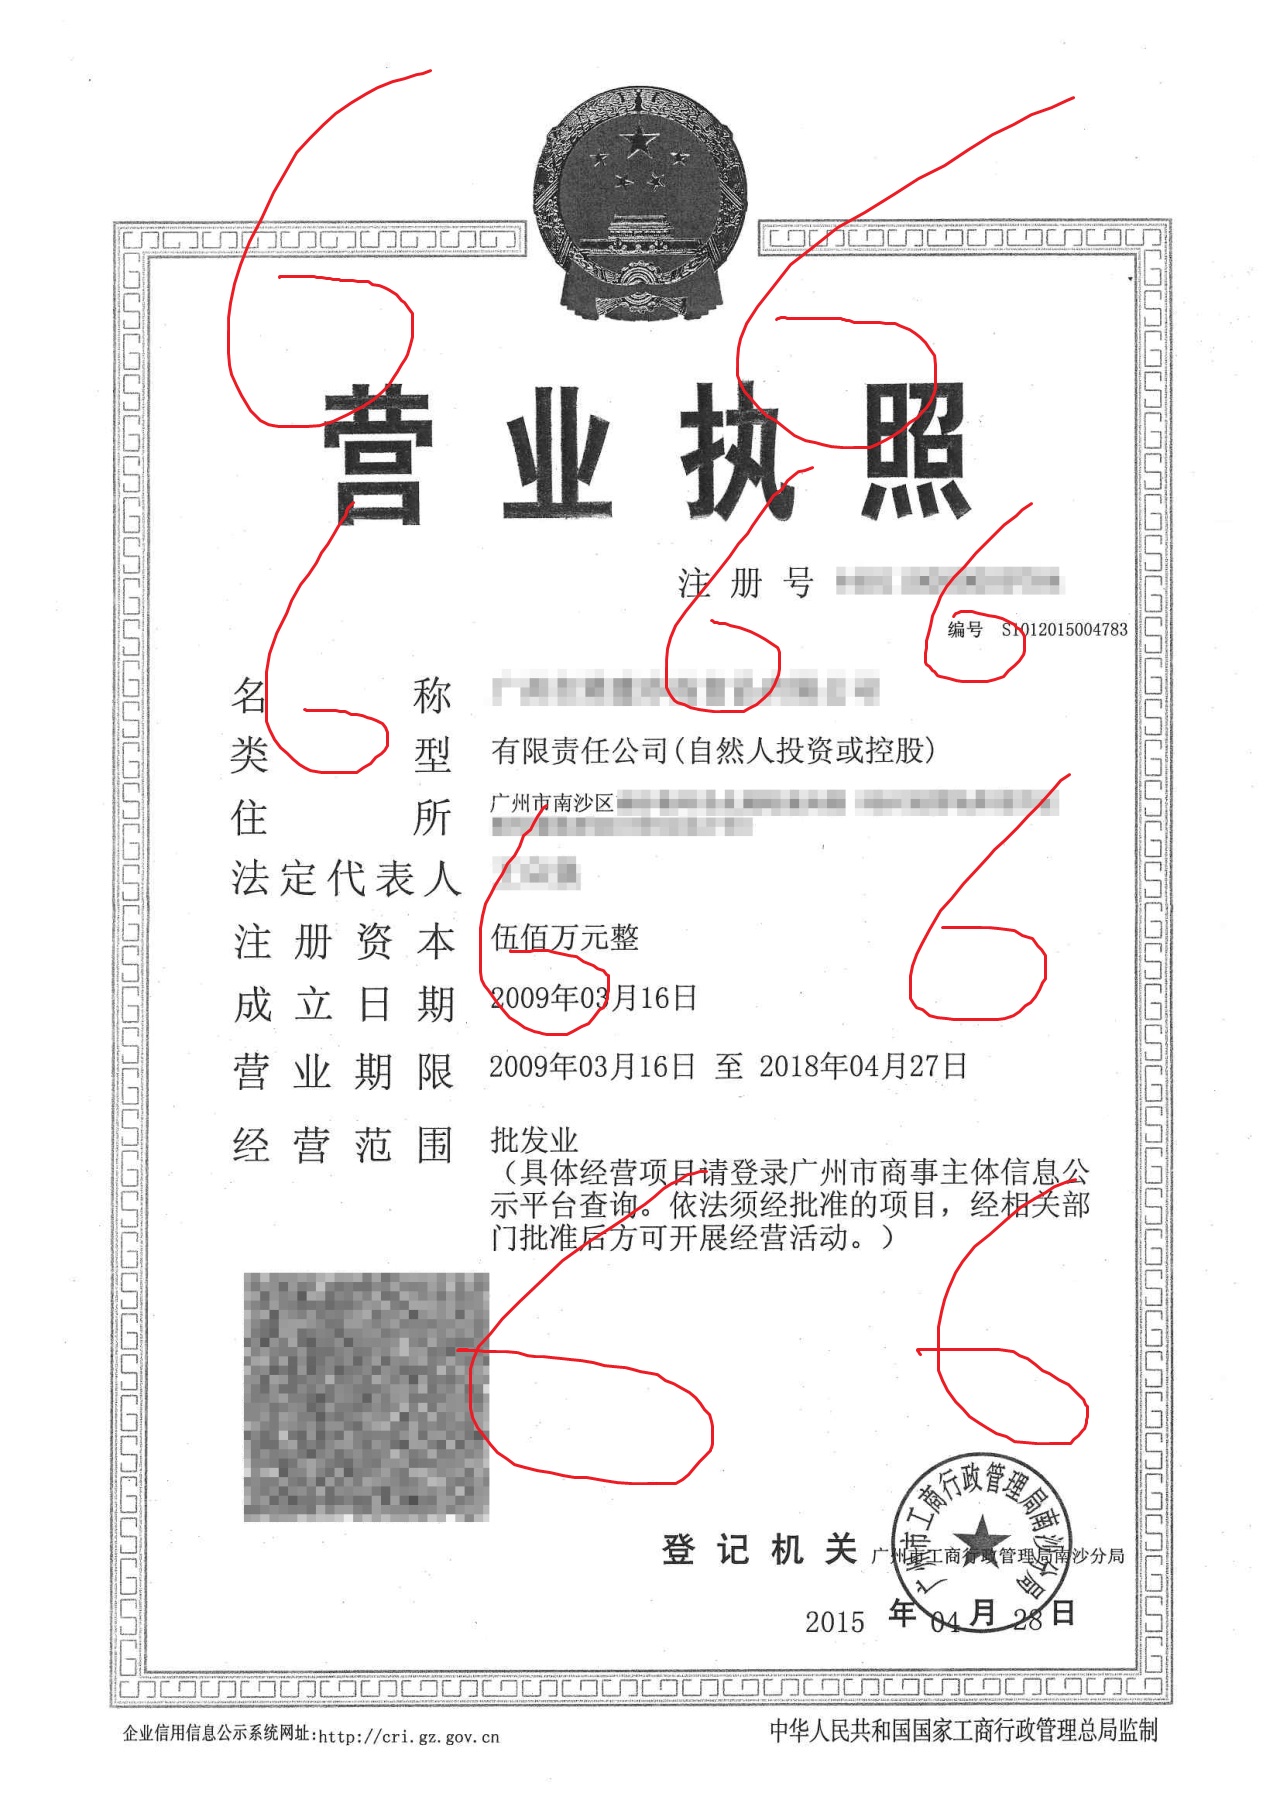 营业执照
注册号
编号 S1012015004783
名称
类型 有限责任公司(自然人投资或控股)
住所 广州市南沙区
法定代表人
注册资本 伍佰万元整
成立日期 2009年03月16日
营业期限 2009年03月16日 至 2018年04月27日
经营范围 批发业
（具体经营项目请登录广州市商事主体信息公
示平台查询。依法须经批准的项目，经相关部
门批准后方可开展经营活动。）
登记机关 广州市工商行政管理局南沙分局
广州市工商行政管理局南沙分局
2015 年 04 月 28 日
企业信用信息公示系统网址:http://cri.gz.gov.cn
中华人民共和国国家工商行政管理总局监制